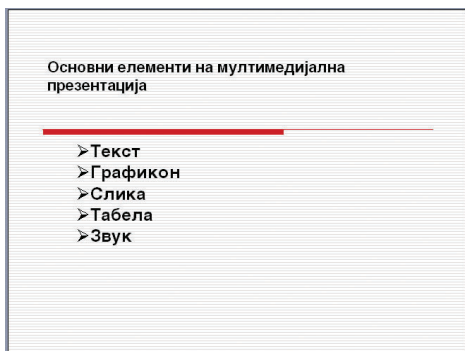 Основни елементи на мултимедијална
презентација
➢Текст
➢Графикон
➢Слика
➢Табела
➢Звук